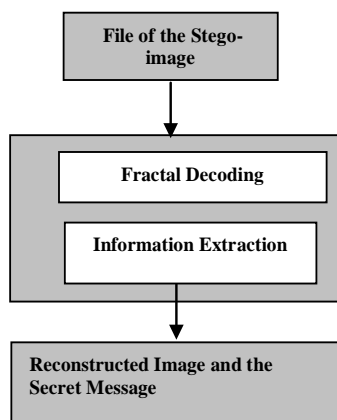 File of the Stego-
image
Fractal Decoding
Information Extraction
Reconstructed Image and the
Secret Message